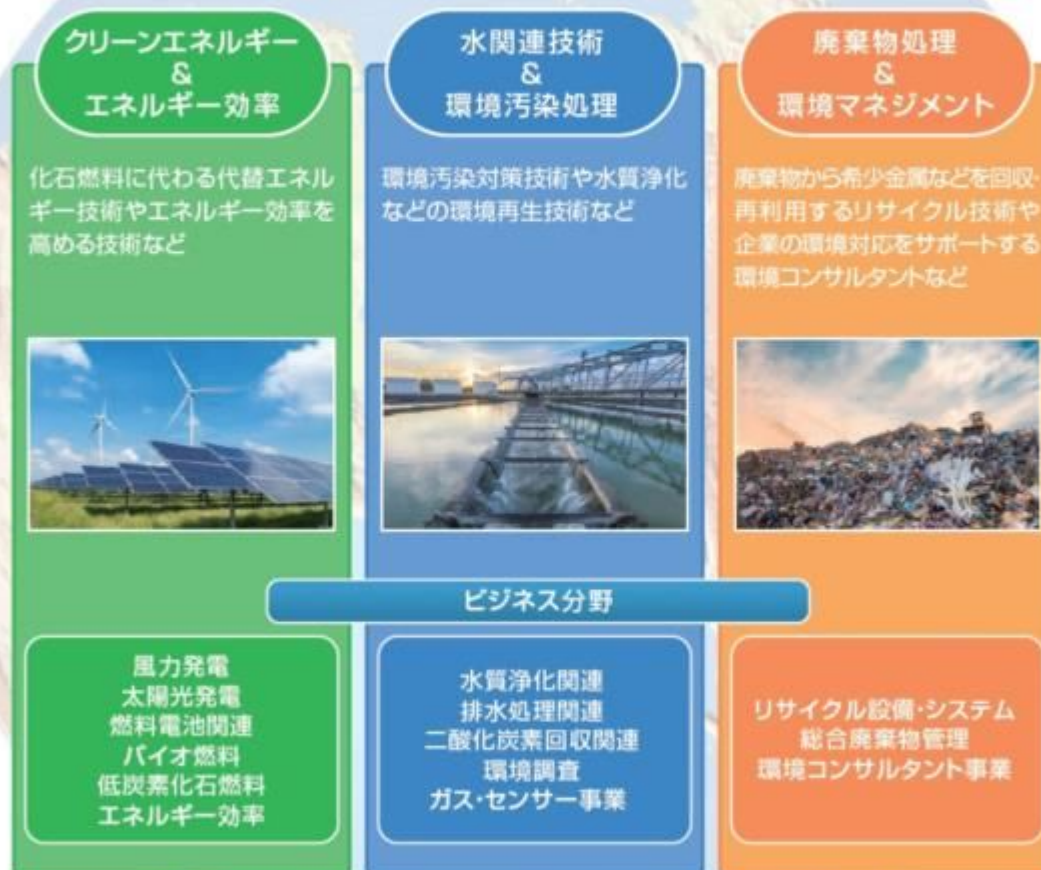 クリーンエネルギー
&
エネルギー効率
化石燃料に代わる代替エネル
ギー技術やエネルギー効率を
高める技術など
水関連技術
&
環境汚染処理
環境汚染対策技術や水質浄化
などの環境再生技術など
廃棄物処理
&
環境マネジメント
廃棄物から希少金属などを回収・
再利用するリサイクル技術や
企業の環境対応をサポートする
環境コンサルタントなど
ビジネス分野
風力発電
太陽光発電
燃料電池関連
バイオ燃料
低炭素化石燃料
エネルギー効率
水質浄化関連
排水処理関連
二酸化炭素回収関連
環境調査
ガス・センサー事業
リサイクル設備・システム
総合廃棄物管理
環境コンサルタント事業